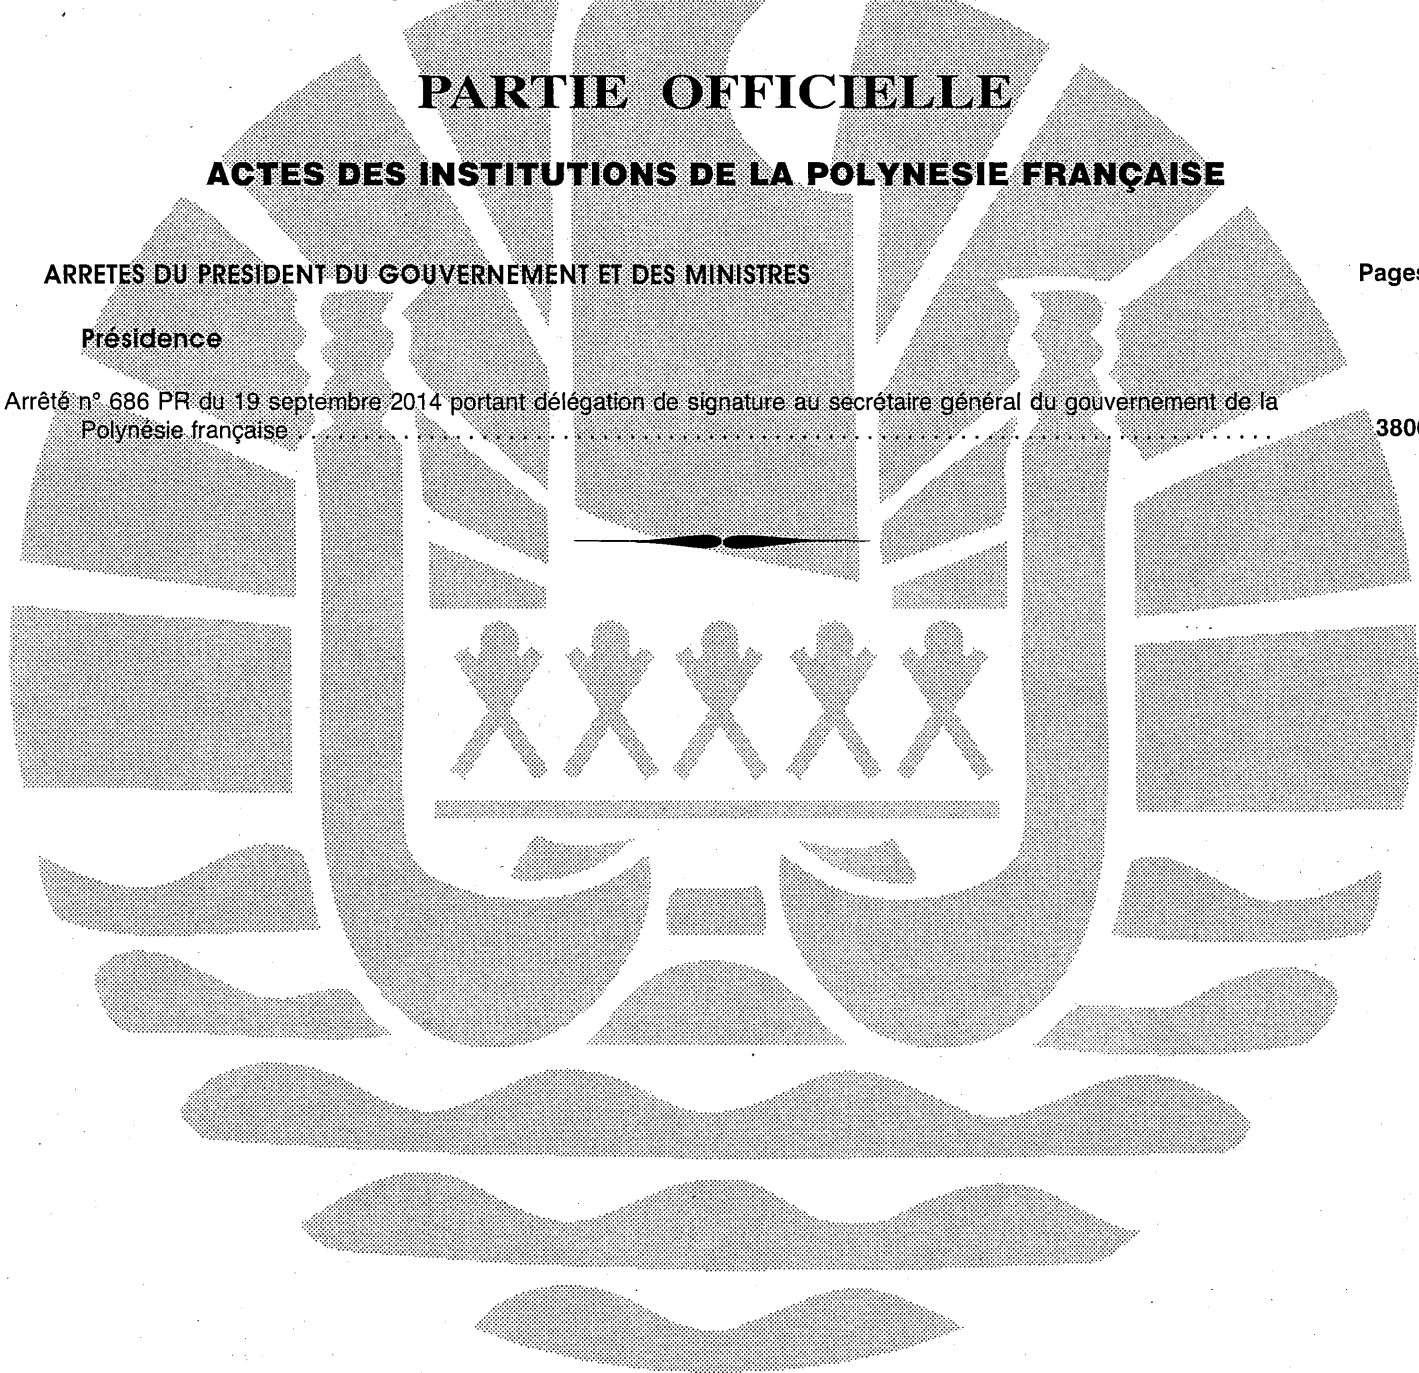 PARTIE OFFICIELLE
ACTES DES INSTITUTIONS DE LA POLYNESIE FRANÇAISE
ARRETES DU PRESIDENT DU GOUVERNEMENT ET DES MINISTRES Pages
Présidence
Arrêté n° 686 PR du 19 septembre 2014 portant délégation de signature au secrétaire général du gouvernement de la
Polynésie française . . . . . . . . . . . . . . . . . . . . . . . . . . . . . . . . . . . . . . . . . . . . . . . . . . . . . . . . . . . . . . . . . . . . . . . . . . 380